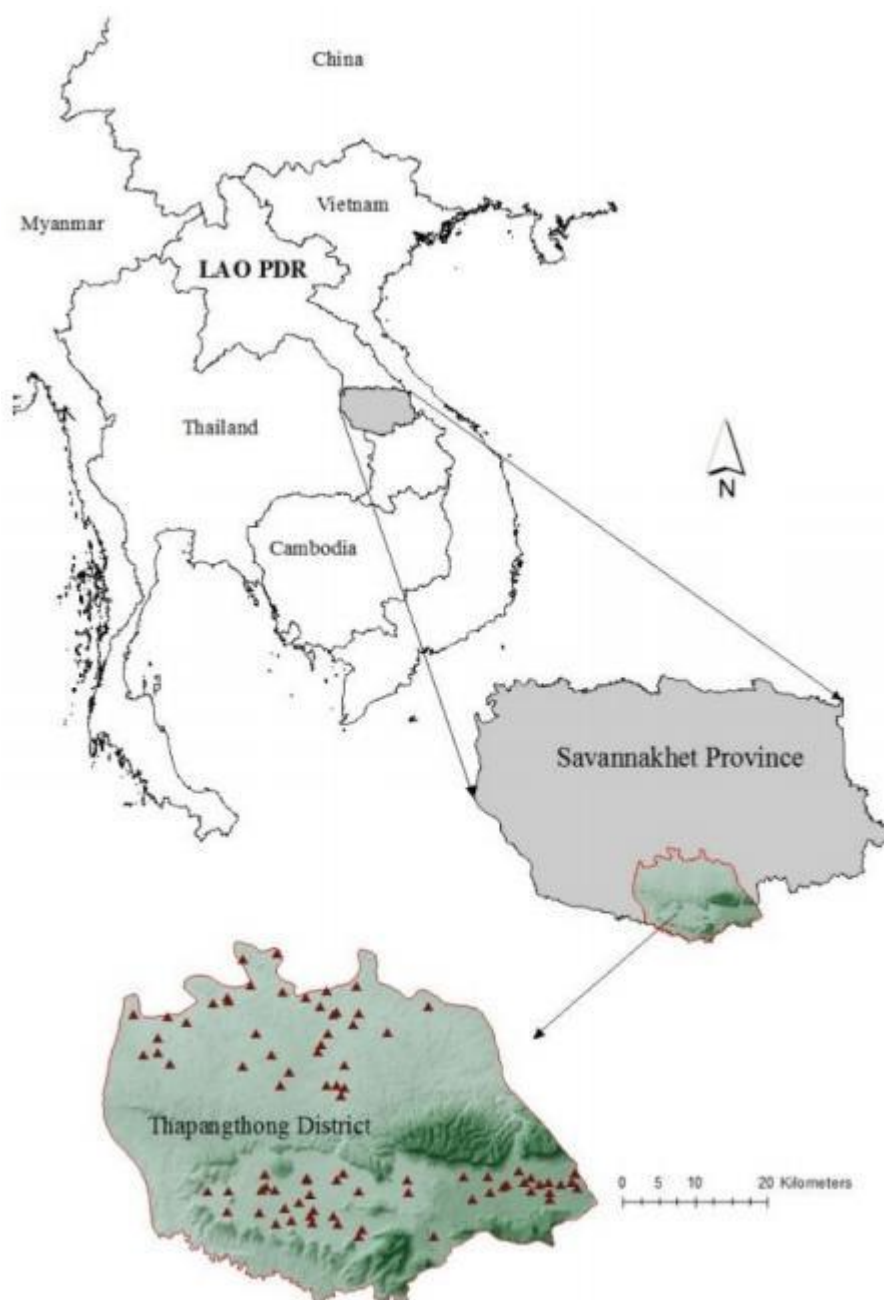 China
Vietnam
Myanmar
LAO PDR
Thailand
N
Cambodia
Savannakhet Province
Thapangthong District
0 5 10 20 Kilometers